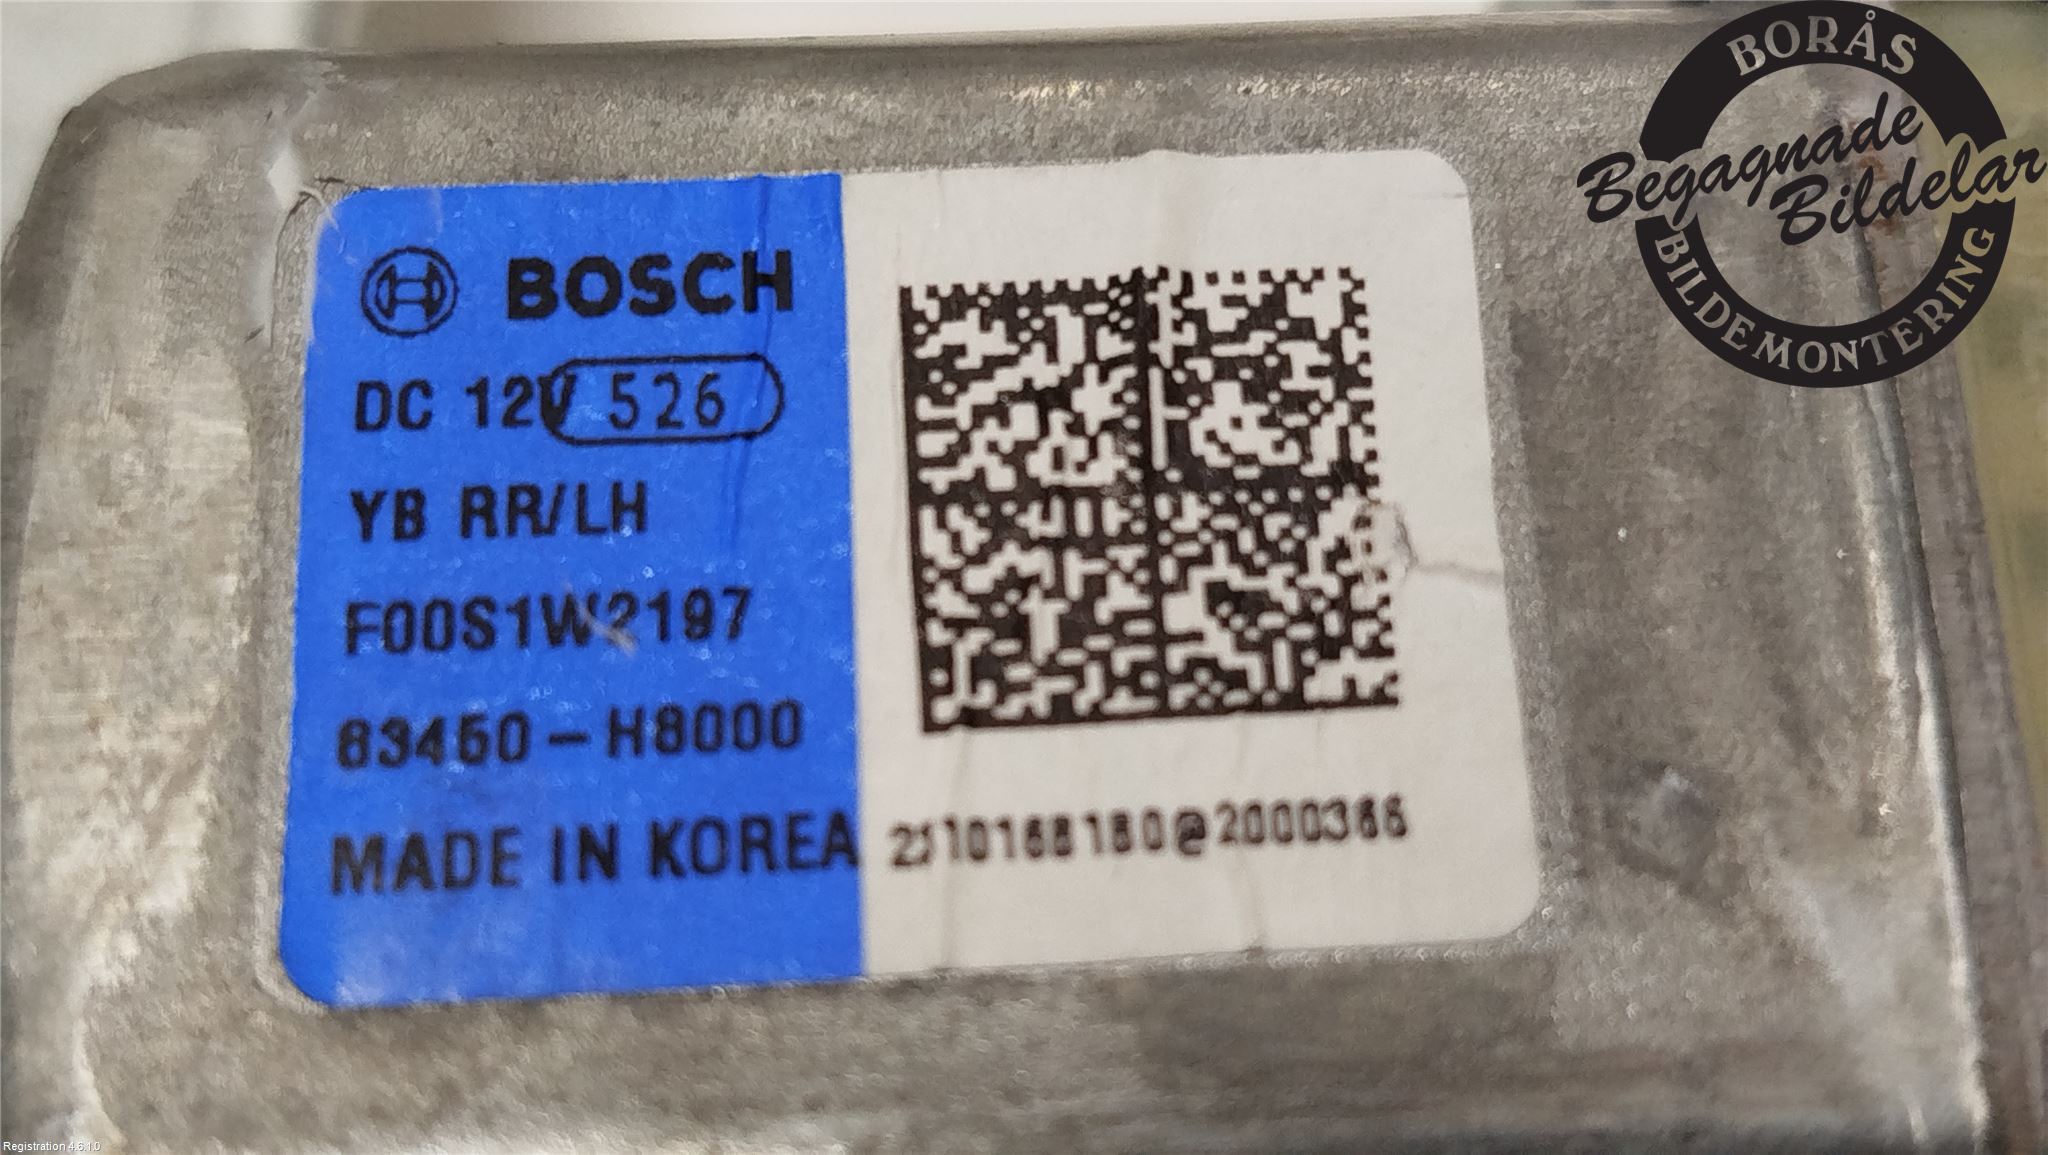 BORÅS
Begagnade
Bildelar
BILDEMONTERING
BOSCH
DC 12V 526
YB RR/LH
F00S1W2197
83450-H8000
MADE IN KOREA
Registration 4.6.1.0